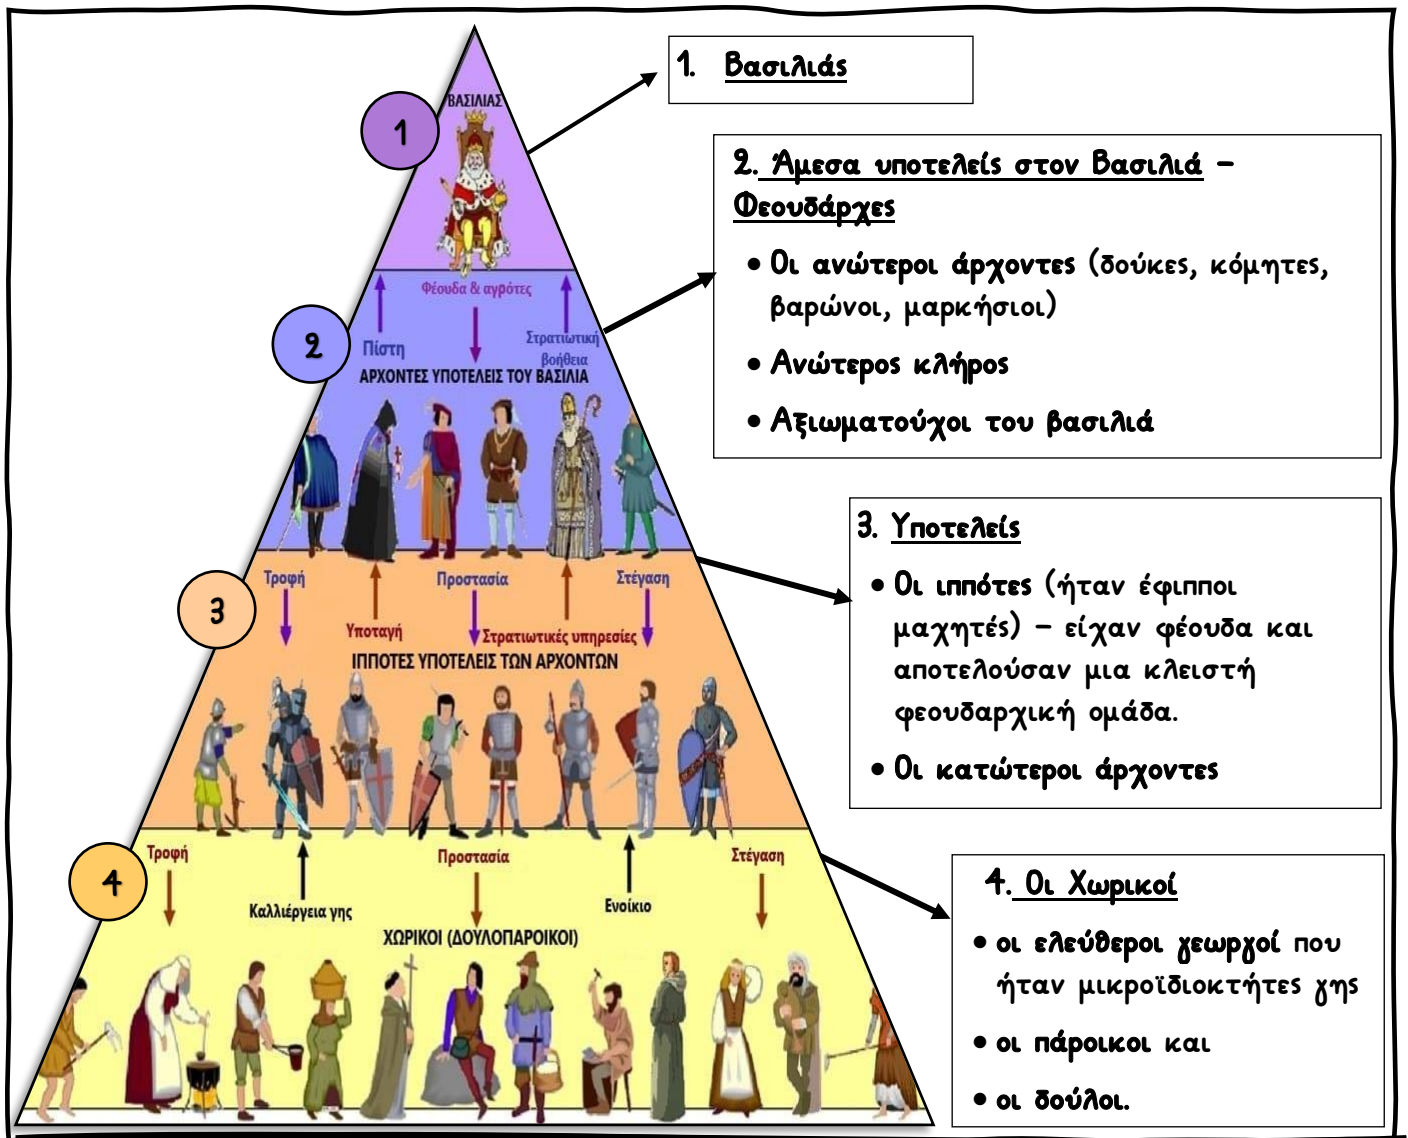 1. Βασιλιάς
ΒΑΣΙΛΙΑΣ
1
2. Άμεσα υποτελείς στον Βασιλιά –
Φεουδάρχες
• Οι ανώτεροι άρχοντες (δούκες, κόμητες,
βαρώνοι, μαρκήσιοι)
• Ανώτερος κλήρος
• Αξιωματούχοι του βασιλιά
Φέουδα & αγρότες
2
Πίστη
Στρατιωτική
βοήθεια
ΑΡΧΟΝΤΕΣ ΥΠΟΤΕΛΕΙΣ ΤΟΥ ΒΑΣΙΛΙΑ
3. Υποτελείς
• Οι ιππότες (ήταν έφιπποι
μαχητές) – είχαν φέουδα και
αποτελούσαν μια κλειστή
φεουδαρχική ομάδα.
• Οι κατώτεροι άρχοντες
Τροφή
Προστασία
Στέγαση
3
Υποταγή
Στρατιωτικές υπηρεσίες
ΙΠΠΟΤΕΣ ΥΠΟΤΕΛΕΙΣ ΤΩΝ ΑΡΧΟΝΤΩΝ
4. Οι Χωρικοί
• οι ελεύθεροι γεωργοί που
ήταν μικροϊδιοκτήτες γης
• οι πάροικοι και
• οι δούλοι.
Τροφή
Προστασία
Στέγαση
4
Καλλιέργεια γης
Ενοίκιο
ΧΩΡΙΚΟΙ (ΔΟΥΛΟΠΑΡΟΙΚΟΙ)